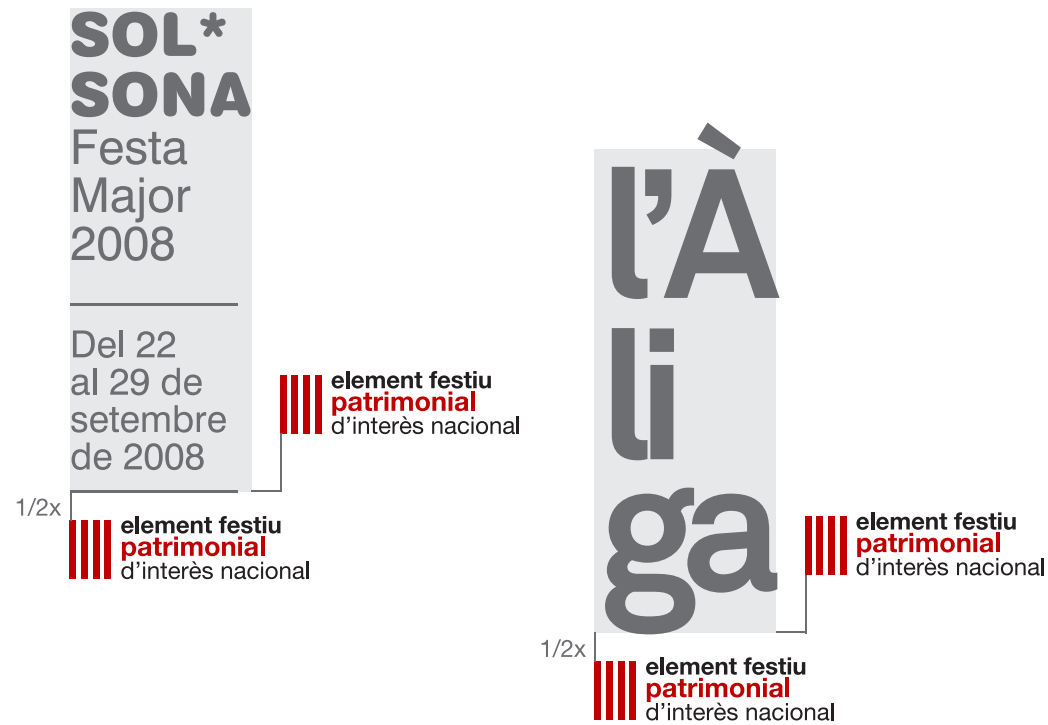 SOL*
SONA
Festa
Major
2008
Del 22
al 29 de
setembre
de 2008
element festiu
patrimonial
d’interès nacional
1/2x
element festiu
patrimonial
d’interès nacional
l’À
li
ga
element festiu
patrimonial
d’interès nacional
1/2x
element festiu
patrimonial
d’interès nacional